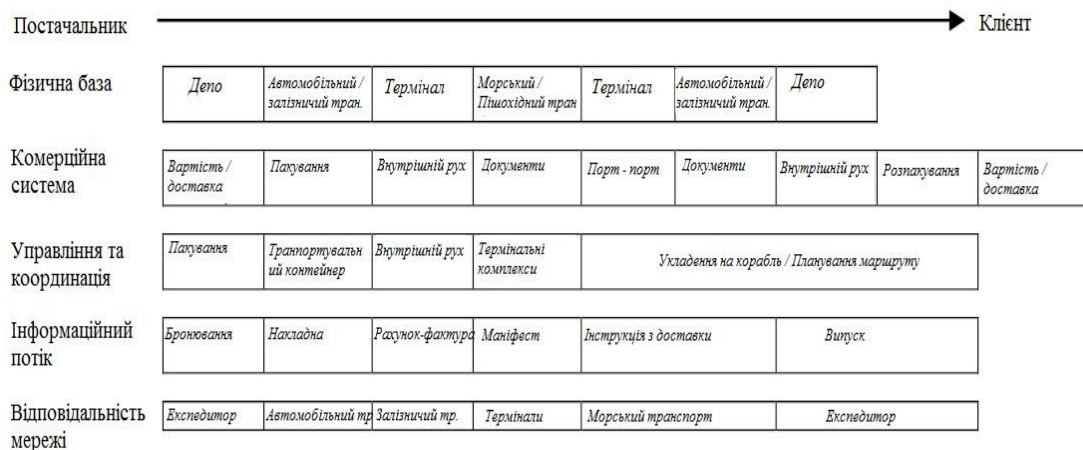 Постачальник
Клієнт
Фізична база
Депо
Автомобільний /
залізничий тран.
Термінал
Морський /
Пішохідний тран
Термінал
Автомобільний /
залізничий тран.
Депо
Комерційна
система
Вартість /
доставка
Пакування
Внутрішній рух
Документи
Порт - порт
Документи
Внутрішній рух
Розпакування
Вартість /
доставка
Управління та
координація
Пакування
Транпортувальн
ий контейнер
Внутрішній рух
Термінальні
комплекси
Укладення на корабль / Планування маршруту
Інформаційний
потік
Бронювання
Накладна
Рахунок-фактура
Маніфест
Інструкція з доставки
Випуск
Відповідальність
мережі
Експедитор
Автомобільний тр
Залізничий тр.
Термінали
Морський транспорт
Експедитор